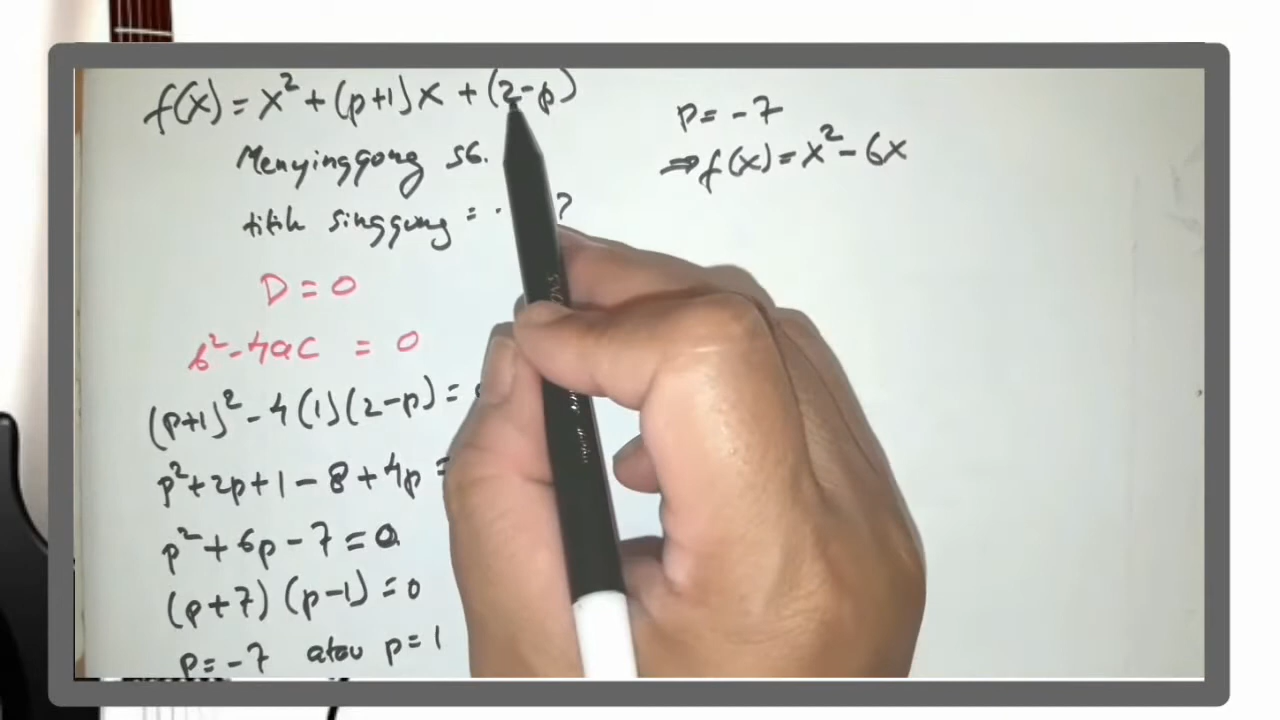 f(x) = x² + (p+1)x + (2-p)
Menyinggong sb.
titik singgung = . ?
D = 0
b² - 4ac = 0
(p+1)² - 4(1)(2-p) =
p² + 2p + 1 - 8 + 4p =
p² + 6p - 7 = 0
(p+7) (p-1) = 0
p = -7 atau p = 1
p = -7
⇒ f(x) = x² - 6x